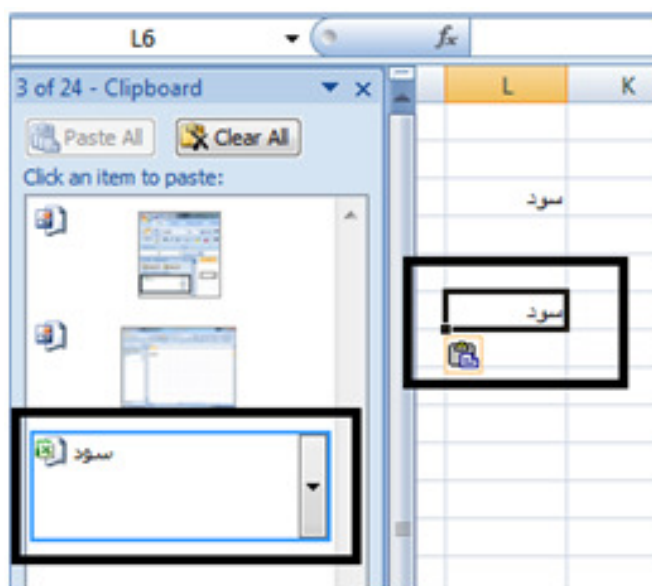 L6
fx
3 of 24 - Clipboard
L K
Paste All Clear All
Click an item to paste:
سود
سود
سود